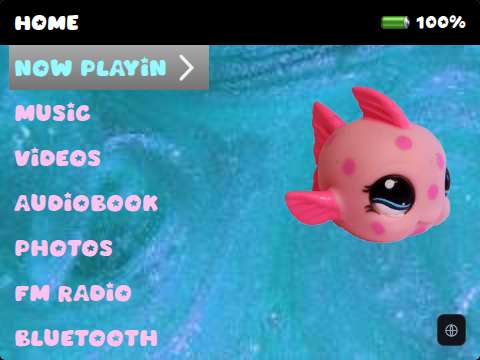 HOME
100%
NOW PLAYIN
MUSIC
VIDEOS
AUDIOBOOK
PHOTOS
FM RADIO
BLUETOOTH